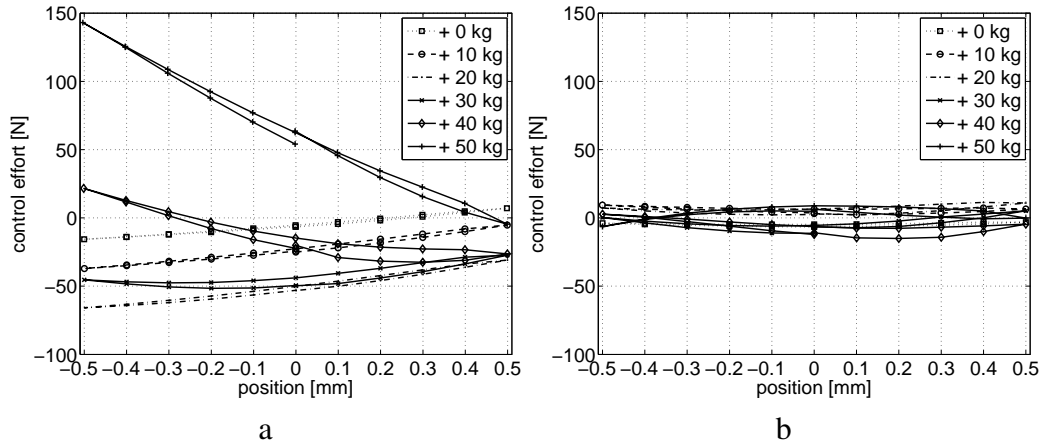 150
100
50
0
−50
−100
control effort [N]
−0.5 −0.4 −0.3 −0.2 −0.1 0 0.1 0.2 0.3 0.4 0.5
position [mm]
+ 0 kg
+ 10 kg
+ 20 kg
+ 30 kg
+ 40 kg
+ 50 kg
a
150
100
50
0
−50
−100
control effort [N]
−0.5 −0.4 −0.3 −0.2 −0.1 0 0.1 0.2 0.3 0.4 0.5
position [mm]
+ 0 kg
+ 10 kg
+ 20 kg
+ 30 kg
+ 40 kg
+ 50 kg
b